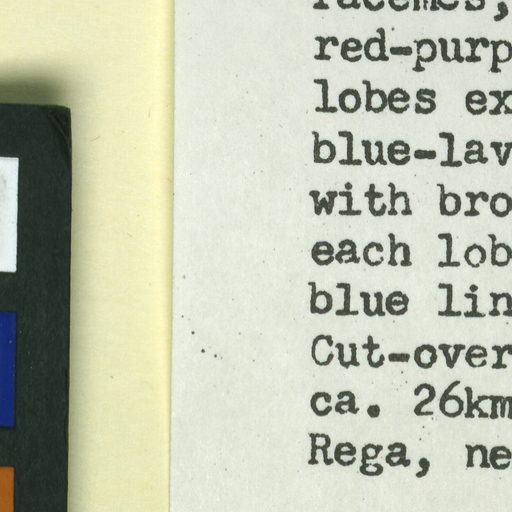 racemes,
red-purp
lobes ex
blue-lav
with bro
each lob
blue lin
Cut-over
ca. 26km
Rega, ne